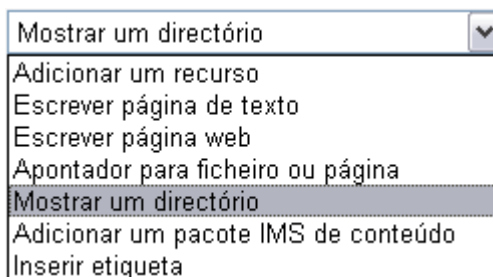 Mostrar um directório
Adicionar um recurso
Escrever página de texto
Escrever página web
Apontador para ficheiro ou página
Mostrar um directório
Adicionar um pacote IMS de conteúdo
Inserir etiqueta